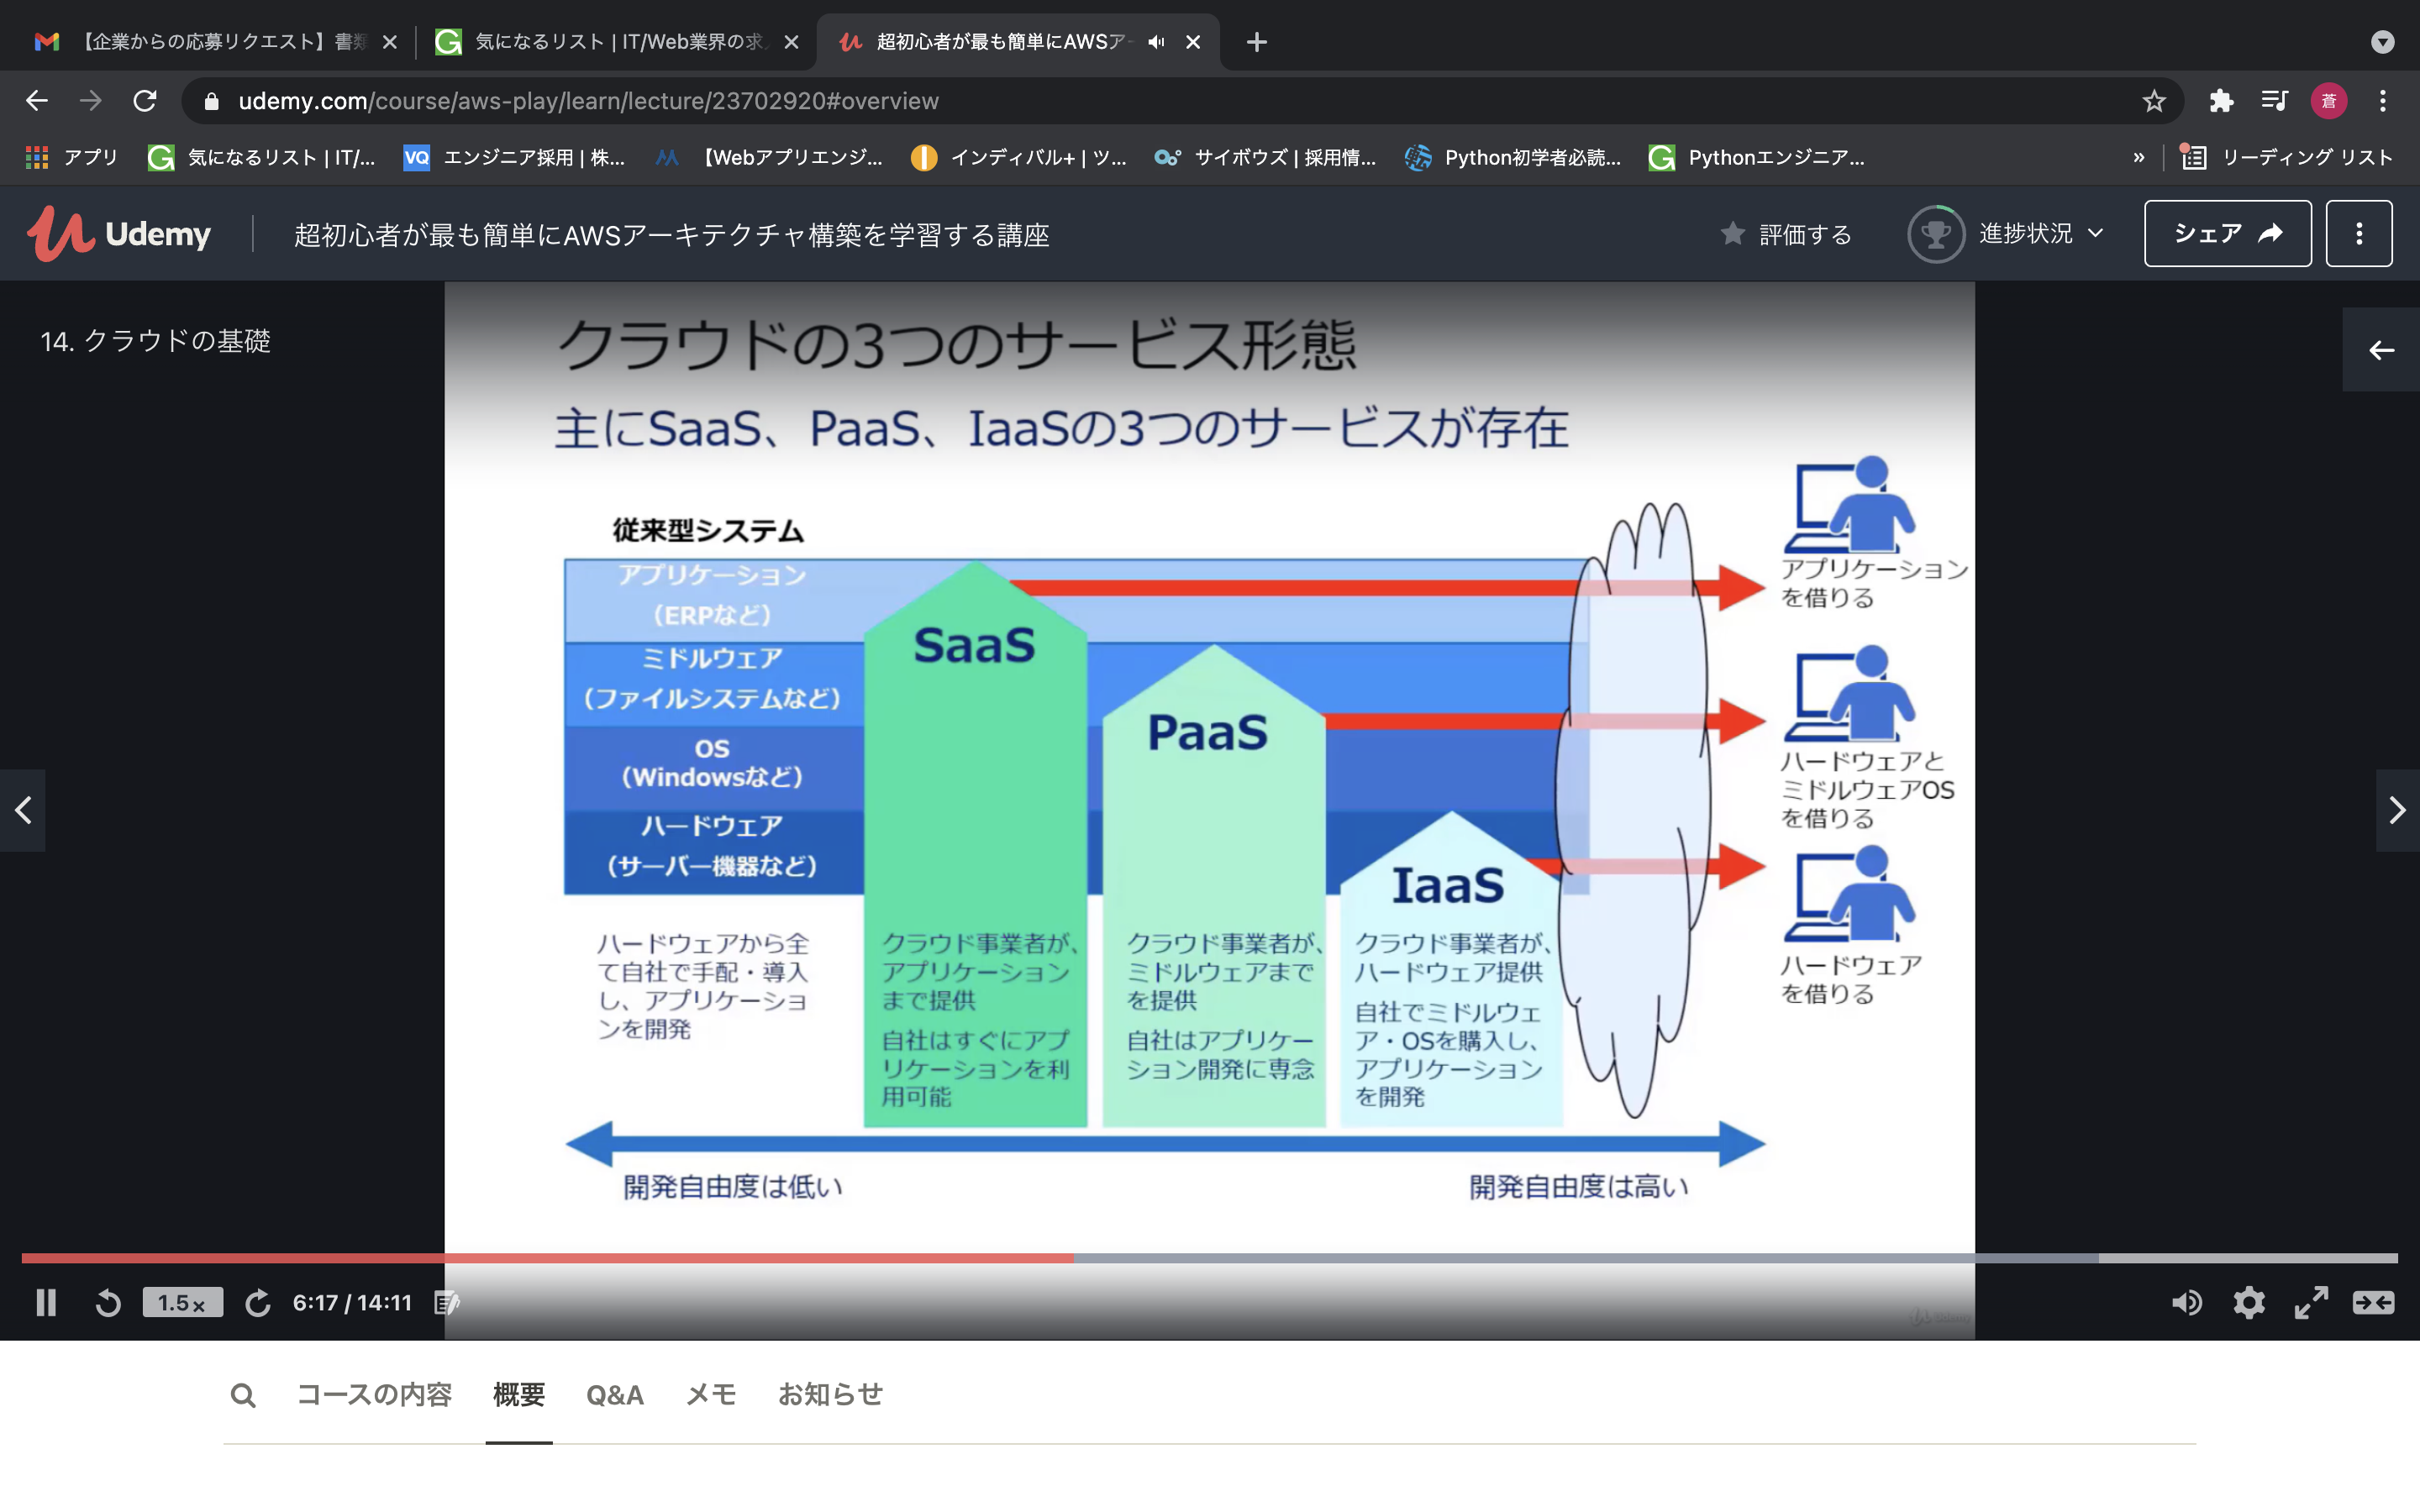 【企業からの応募リクエスト】書類
気になるリスト | IT/Web業界の求人
超初心者が最も簡単にAWSア
udemy.com/course/aws-play/learn/lecture/23702920#overview
蒼
アプリ
気になるリスト | IT/...
VQ
エンジニア採用 | 株...
【Webアプリエンジ...
インディバル+ | ツ...
サイボウズ | 採用情...
Python初学者必読...
Pythonエンジニア...
»
リーディング リスト
Udemy
超初心者が最も簡単にAWSアーキテクチャ構築を学習する講座
評価する
進捗状況
シェア
14. クラウドの基礎
クラウドの3つのサービス形態
主にSaaS、PaaS、IaaSの3つのサービスが存在
従来型システム
アプリケーション
（ERPなど）
ミドルウェア
（ファイルシステムなど）
OS
（Windowsなど）
ハードウェア
（サーバー機器など）
ハードウェアから全
て自社で手配・導入
し、アプリケーショ
ンを開発
SaaS
クラウド事業者が、
アプリケーション
まで提供
自社はすぐにアプ
リケーションを利
用可能
PaaS
クラウド事業者が、
ミドルウェアまで
を提供
自社はアプリケー
ション開発に専念
IaaS
クラウド事業者が、
ハードウェア提供
自社でミドルウェ
ア・OSを購入し、
アプリケーション
を開発
アプリケーション
を借りる
ハードウェアと
ミドルウェアOS
を借りる
ハードウェア
を借りる
開発自由度は低い
開発自由度は高い
1.5x
6:17 / 14:11
コースの内容
概要
Q&A
メモ
お知らせ